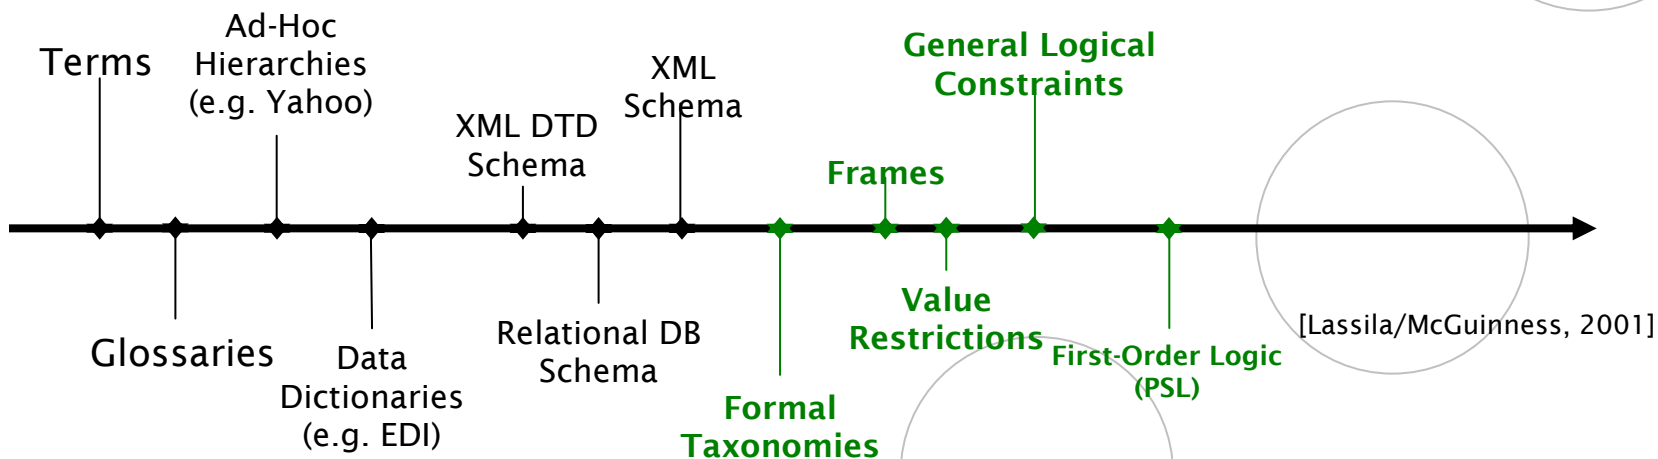 Terms
Ad-Hoc
Hierarchies
(e.g. Yahoo)
XML DTD
Schema
XML
Schema
Frames
General Logical
Constraints
Glossaries
Data
Dictionaries
(e.g. EDI)
Relational DB
Schema
Formal
Taxonomies
Value
Restrictions
First-Order Logic
(PSL)
[Lassila/McGuinness, 2001]